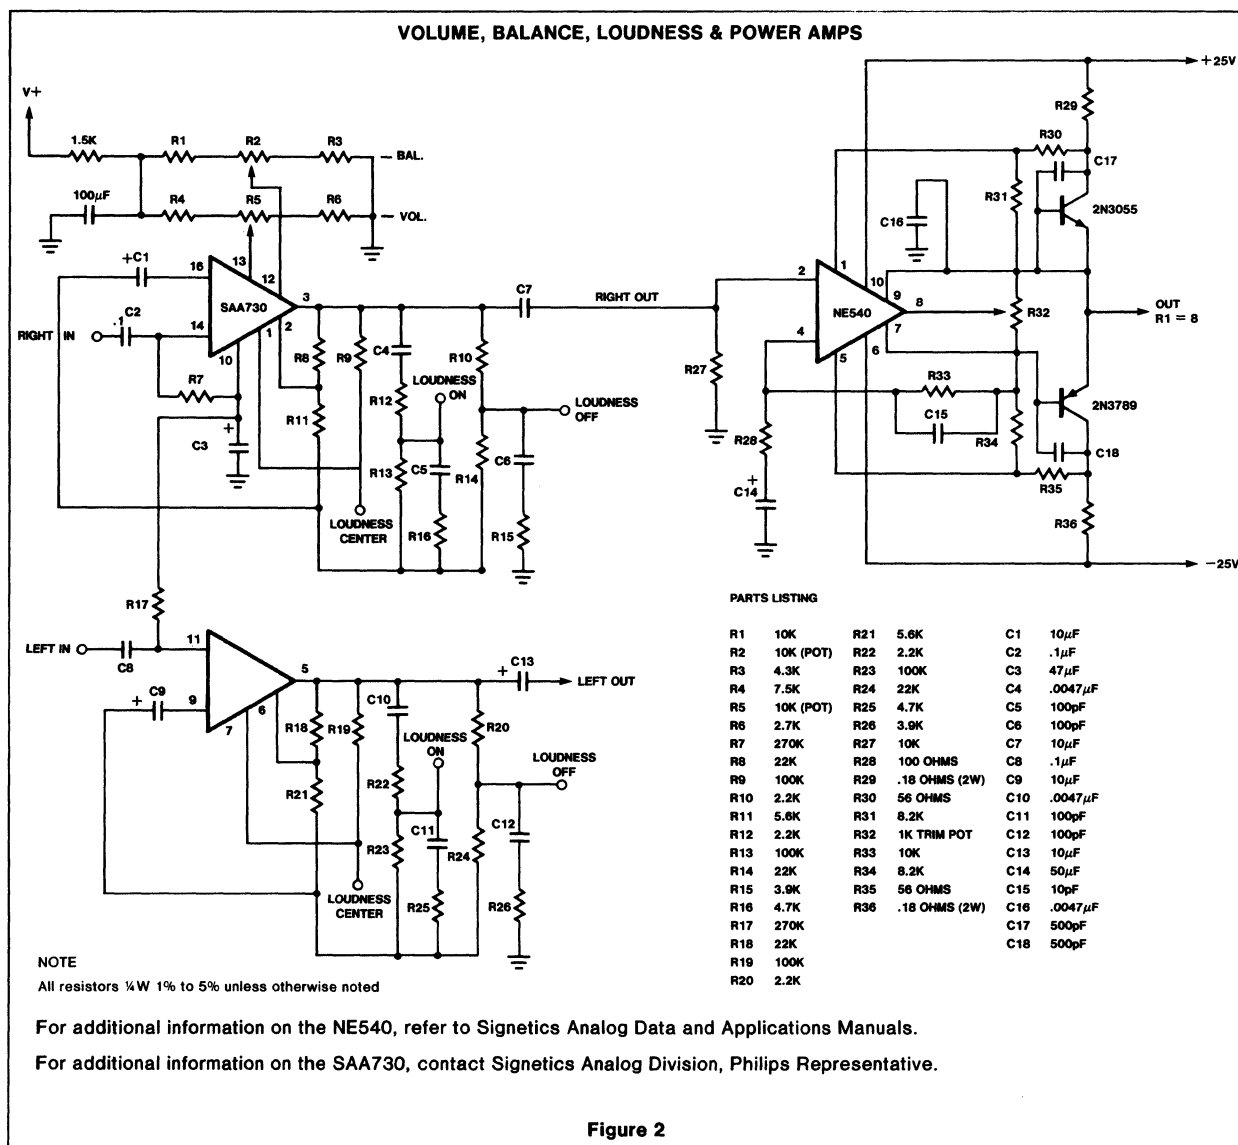 VOLUME, BALANCE, LOUDNESS & POWER AMPS
V+
1.5K
R1
R2
R3
BAL.
100µF
R4
R5
R6
VOL.
+C1
16
13
12
SAA730
3
C2
.1
RIGHT IN
14
10
1
2
R7
+
C3
R8
R9
R11
C4
R12
R13
LOUDNESS
ON
C5
R16
R10
R14
LOUDNESS
OFF
C6
R15
LOUDNESS
CENTER
C7
RIGHT OUT
R27
2
4
1
10
9
NE540
8
7
5
6
R28
+
C14
R33
C15
C16
R31
R30
R29
+25V
C17
2N3055
R32
OUT
R1 = 8
2N3789
R34
C18
R35
R36
−25V
R17
LEFT IN
C8
11
+
C9
9
7
6
5
R18
R19
R21
C10
R22
R23
LOUDNESS
ON
C11
R25
R20
R24
LOUDNESS
OFF
C12
R26
LOUDNESS
CENTER
+
C13
LEFT OUT
PARTS LISTING
R1 10K R21 5.6K C1 10µF
R2 10K (POT) R22 2.2K C2 .1µF
R3 4.3K R23 100K C3 47µF
R4 7.5K R24 22K C4 .0047µF
R5 10K (POT) R25 4.7K C5 100pF
R6 2.7K R26 3.9K C6 100pF
R7 270K R27 10K C7 10µF
R8 22K R28 100 OHMS C8 .1µF
R9 100K R29 .18 OHMS (2W) C9 10µF
R10 2.2K R30 56 OHMS C10 .0047µF
R11 5.6K R31 8.2K C11 100pF
R12 2.2K R32 1K TRIM POT C12 100pF
R13 100K R33 10K C13 10µF
R14 22K R34 8.2K C14 50µF
R15 3.9K R35 56 OHMS C15 10pF
R16 4.7K R36 .18 OHMS (2W) C16 .0047µF
R17 270K C17 500pF
R18 22K C18 500pF
R19 100K
R20 2.2K
NOTE
All resistors ¼W 1% to 5% unless otherwise noted
For additional information on the NE540, refer to Signetics Analog Data and Applications Manuals.
For additional information on the SAA730, contact Signetics Analog Division, Philips Representative.
Figure 2